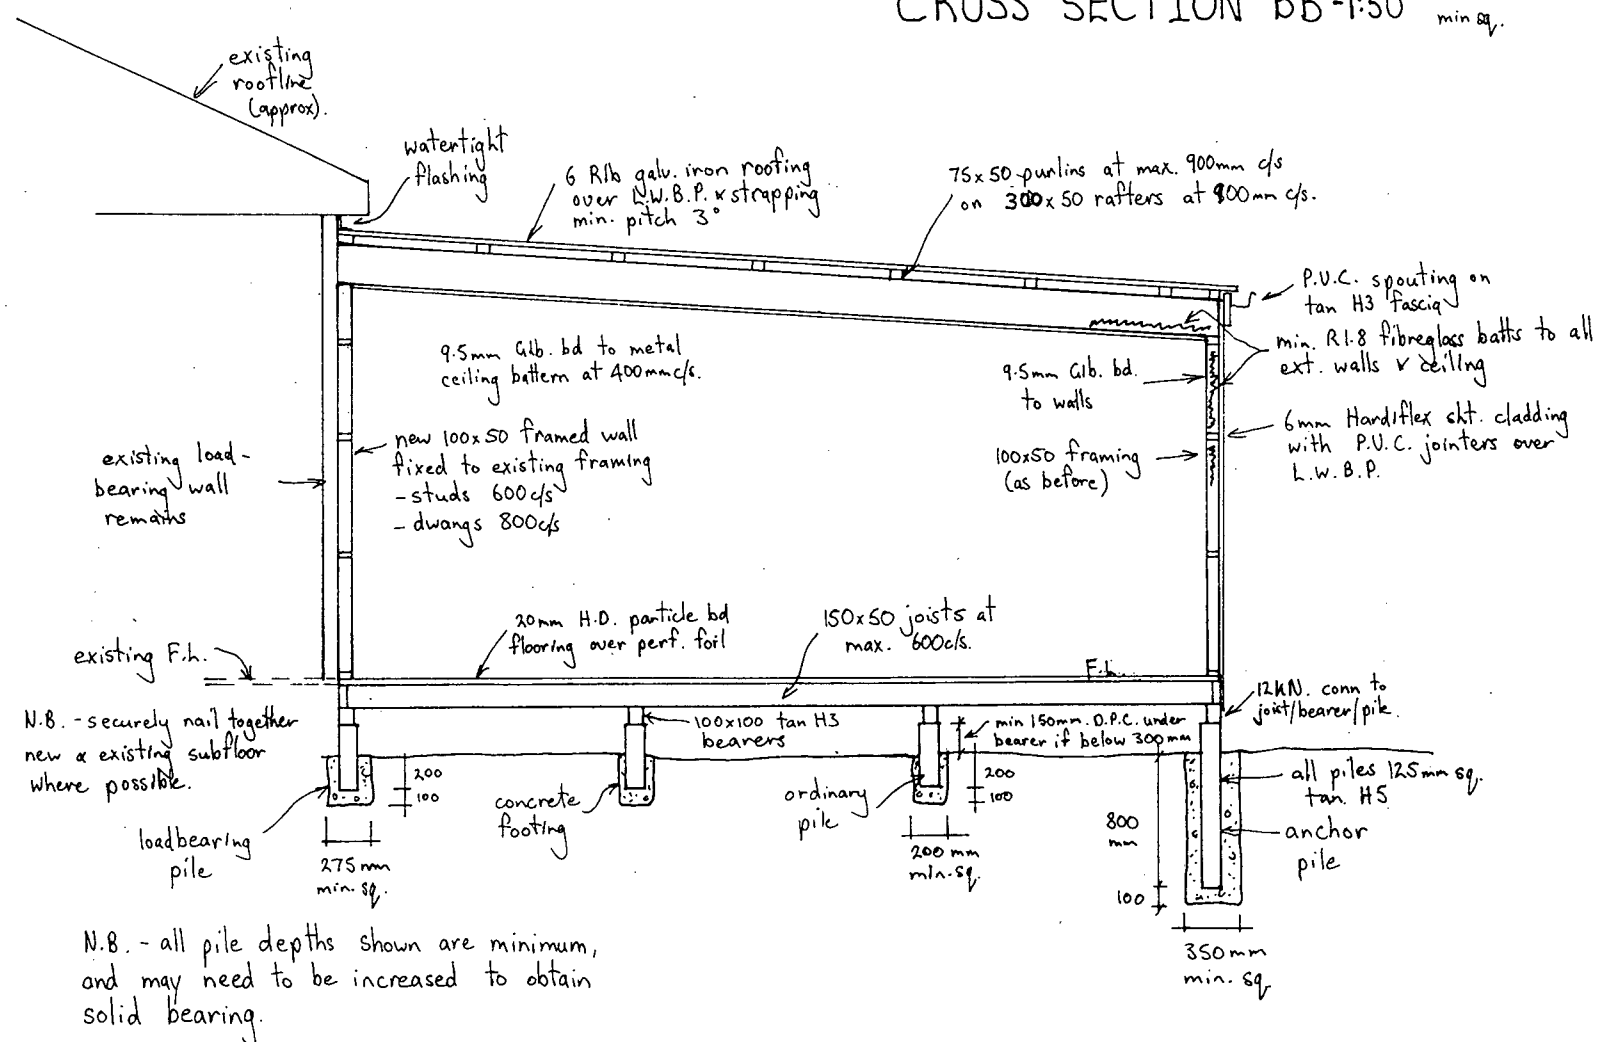 CROSS SECTION BB -1:50
min sq.
existing
roofline
(approx).
watertight
flashing
6 Rib galv. iron roofing
over L.W.B.P. & strapping
min. pitch 3°
75x50 purlins at max. 900mm c/s
on 300x50 rafters at 900mm c/s.
P.V.C. spouting on
tan H3 fascia
min. R1.8 fibreglass batts to all
ext. walls & ceiling
9.5mm Gib. bd to metal
ceiling battern at 400mm c/s.
9.5mm Gib. bd.
to walls
6mm Hardiflex sht. cladding
with P.V.C. jointers over
L.W.B.P.
new 100x50 framed wall
fixed to existing framing
- studs 600c/s
- dwangs 800c/s
100x50 framing
(as before)
existing load-
bearing wall
remains
20mm H.D. particle bd
flooring over perf. foil
150x50 joists at
max. 600c/s.
existing F.h.
F.L.
12KN. conn to
joist/bearer/pile.
N.B. - securely nail together
new & existing subfloor
where possible.
100x100 tan H3
bearers
min 150mm. D.P.C. under
bearer if below 300mm
200
100
200
100
all piles 125mm sq.
tan. H5
loadbearing
pile
concrete
footing
ordinary
pile
800
mm
anchor
pile
275mm
min. sq.
200 mm
min. sq.
100
350mm
min. sq
N.B. - all pile depths shown are minimum,
and may need to be increased to obtain
solid bearing.